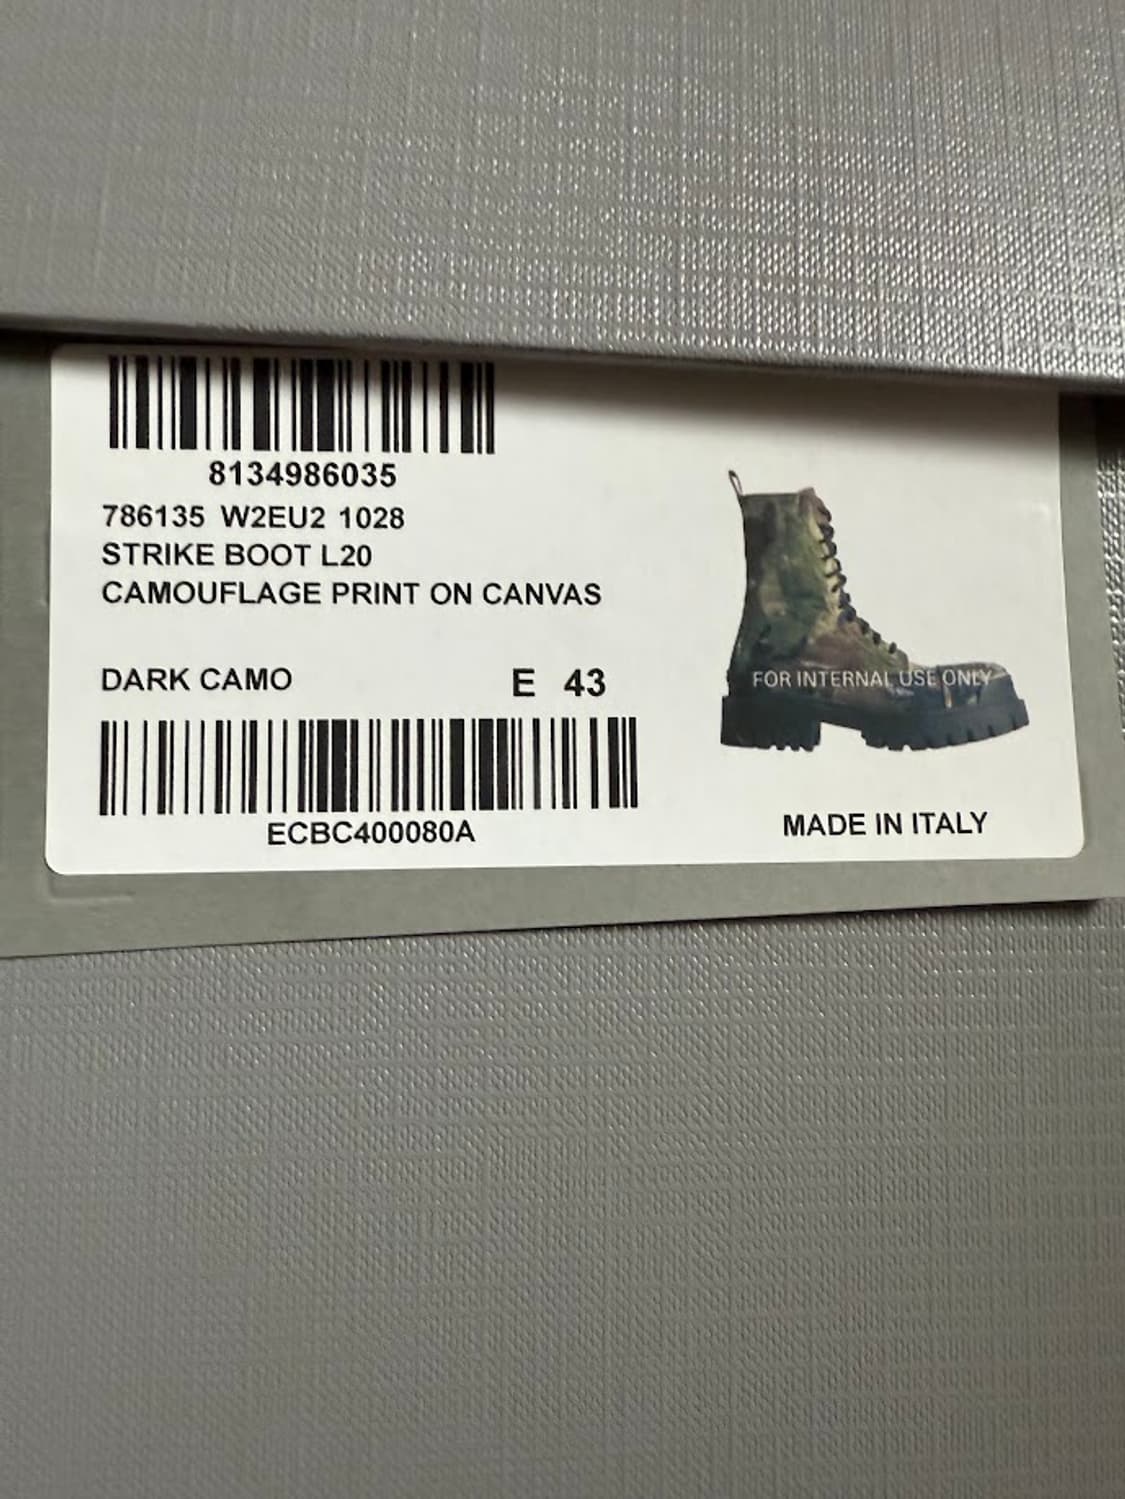 8134986035
786135 W2EU2 1028
STRIKE BOOT L20
CAMOUFLAGE PRINT ON CANVAS
DARK CAMO E 43
FOR INTERNAL USE ONLY
ECBC400080A
MADE IN ITALY